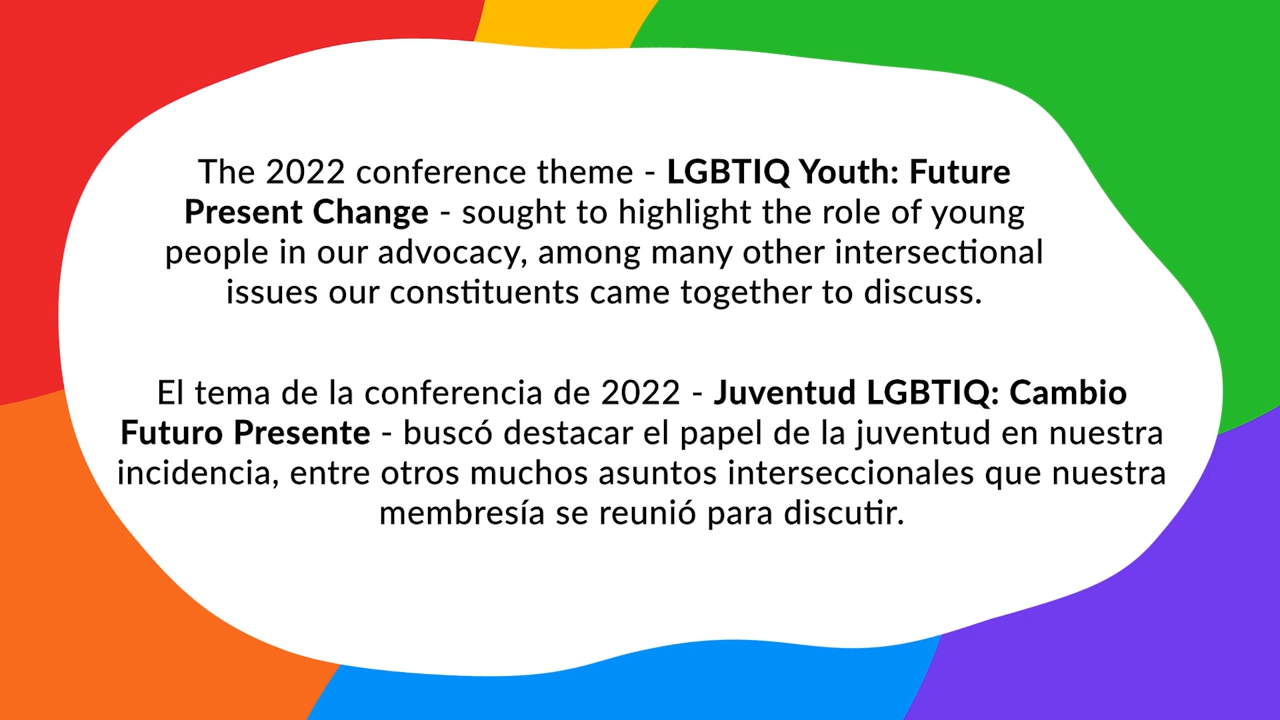 The 2022 conference theme - LGBTIQ Youth: Future
Present Change - sought to highlight the role of young
people in our advocacy, among many other intersectional
issues our constituents came together to discuss.
El tema de la conferencia de 2022 - Juventud LGBTIQ: Cambio
Futuro Presente - buscó destacar el papel de la juventud en nuestra
incidencia, entre otros muchos asuntos interseccionales que nuestra
membresía se reunió para discutir.